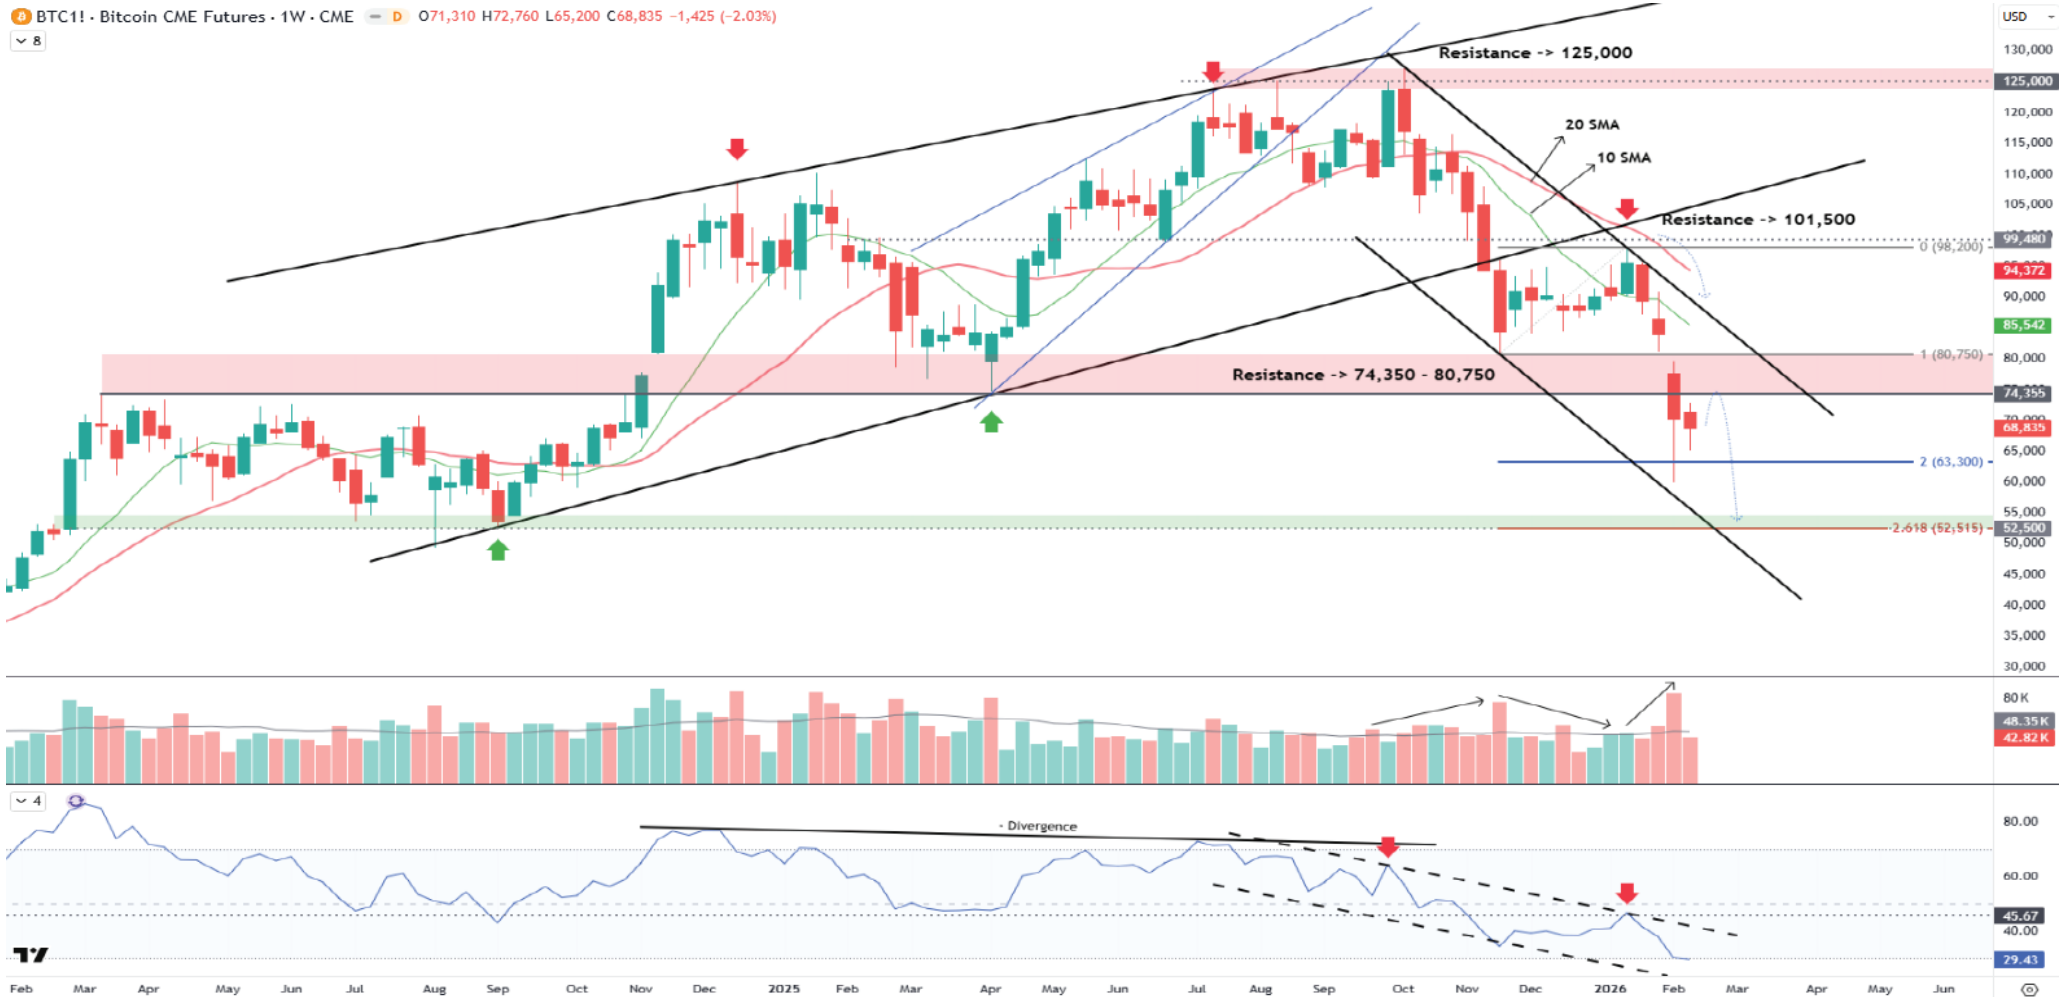 BTC1! · Bitcoin CME Futures · 1W · CME D O71,310 H72,760 L65,200 C68,835 −1,425 (−2.03%)
USD
8
130,000
Resistance -> 125,000
125,000
120,000
20 SMA
115,000
10 SMA
110,000
105,000
Resistance -> 101,500
99,480
0 (98,200)
94,372
90,000
85,542
1 (80,750)
80,000
Resistance -> 74,350 - 80,750
74,355
70,000
68,835
65,000
2 (63,300)
60,000
55,000
2.618 (52,515)
52,500
50,000
45,000
40,000
35,000
30,000
80 K
48.35 K
42.82 K
4
80.00
- Divergence
60.00
45.67
40.00
29.43
Feb Mar Apr May Jun Jul Aug Sep Oct Nov Dec 2025 Feb Mar Apr May Jun Jul Aug Sep Oct Nov Dec 2026 Feb Mar Apr May Jun